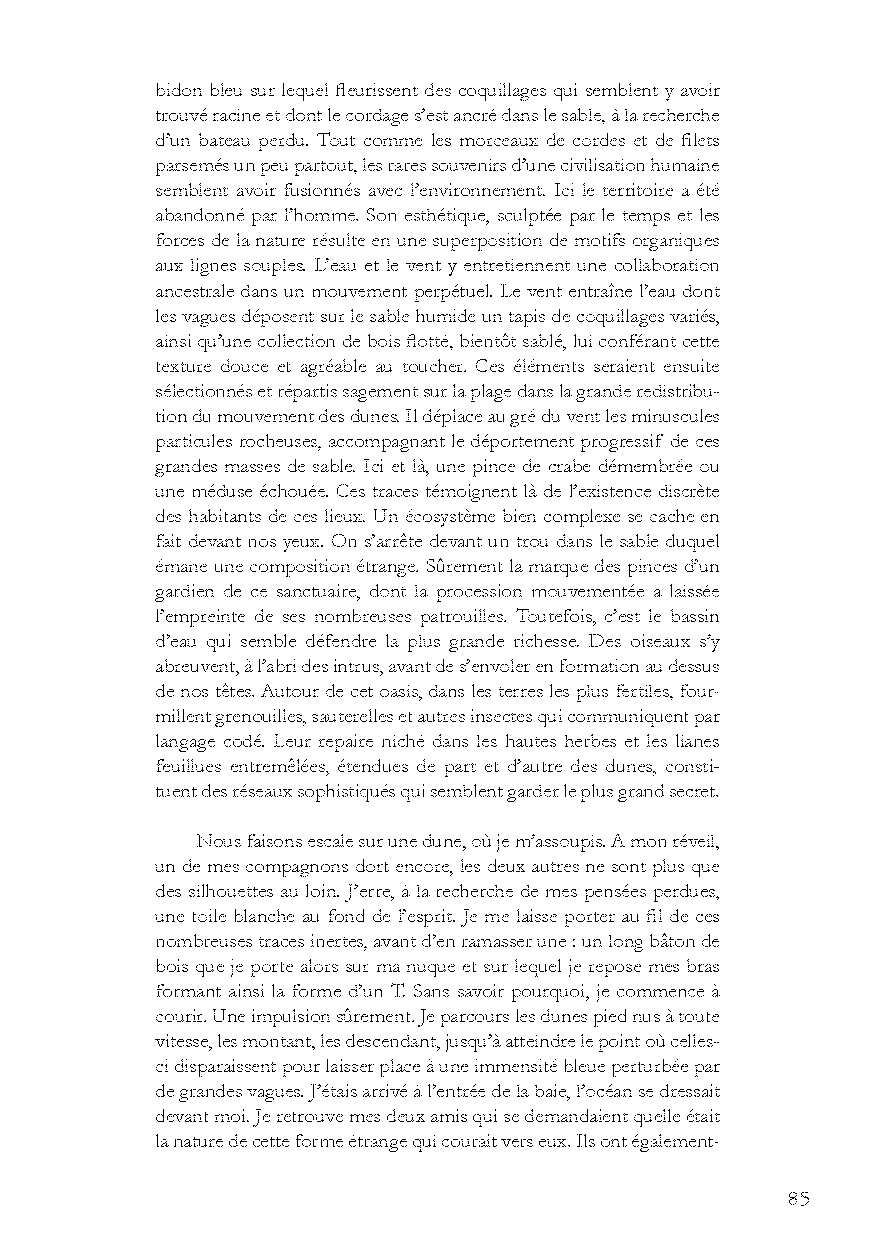 bidon bleu sur lequel fleurissent des coquillages qui semblent y avoir
trouvé racine et dont le cordage s’est ancré dans le sable, à la recherche
d’un bateau perdu. Tout comme les morceaux de cordes et de filets
parsemés un peu partout, les rares souvenirs d’une civilisation humaine
semblent avoir fusionnés avec l’environnement. Ici le territoire a été
abandonné par l’homme. Son esthétique, sculptée par le temps et les
forces de la nature résulte en une superposition de motifs organiques
aux lignes souples. L’eau et le vent y entretiennent une collaboration
ancestrale dans un mouvement perpétuel. Le vent entraîne l’eau dont
les vagues déposent sur le sable humide un tapis de coquillages variés,
ainsi qu’une collection de bois flotté, bientôt sablé, lui conférant cette
texture douce et agréable au toucher. Ces éléments seraient ensuite
sélectionnés et répartis sagement sur la plage dans la grande redistribu-
tion du mouvement des dunes. Il déplace au gré du vent les minuscules
particules rocheuses, accompagnant le déportement progressif de ces
grandes masses de sable. Ici et là, une pince de crabe démembrée ou
une méduse échouée. Ces traces témoignent là de l’existence discrète
des habitants de ces lieux. Un écosystème bien complexe se cache en
fait devant nos yeux. On s’arrête devant un trou dans le sable duquel
émane une composition étrange. Sûrement la marque des pinces d’un
gardien de ce sanctuaire, dont la procession mouvementée a laissée
l’empreinte de ses nombreuses patrouilles. Toutefois, c’est le bassin
d’eau qui semble défendre la plus grande richesse. Des oiseaux s’y
abreuvent, à l’abri des intrus, avant de s’envoler en formation au dessus
de nos têtes. Autour de cet oasis, dans les terres les plus fertiles, four-
millent grenouilles, sauterelles et autres insectes qui communiquent par
langage codé. Leur repaire niché dans les hautes herbes et les lianes
feuillues entremêlées, étendues de part et d’autre des dunes, consti-
tuent des réseaux sophistiqués qui semblent garder le plus grand secret.
Nous faisons escale sur une dune, où je m’assoupis. A mon réveil,
un de mes compagnons dort encore, les deux autres ne sont plus que
des silhouettes au loin. J’erre, à la recherche de mes pensées perdues,
une toile blanche au fond de l’esprit. Je me laisse porter au fil de ces
nombreuses traces inertes, avant d’en ramasser une : un long bâton de
bois que je porte alors sur ma nuque et sur lequel je repose mes bras
formant ainsi la forme d’un T. Sans savoir pourquoi, je commence à
courir. Une impulsion sûrement. Je parcours les dunes pied nus à toute
vitesse, les montant, les descendant, jusqu’à atteindre le point où celles-
ci disparaissent pour laisser place à une immensité bleue perturbée par
de grandes vagues. J’étais arrivé à l’entrée de la baie, l’océan se dressait
devant moi. Je retrouve mes deux amis qui se demandaient quelle était
la nature de cette forme étrange qui courait vers eux. Ils ont également-
85